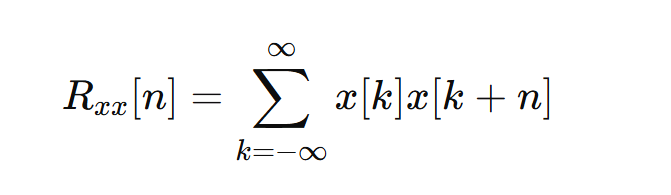 R_{xx}[n] = \sum_{k=-\infty}^{\infty} x[k]x[k + n]